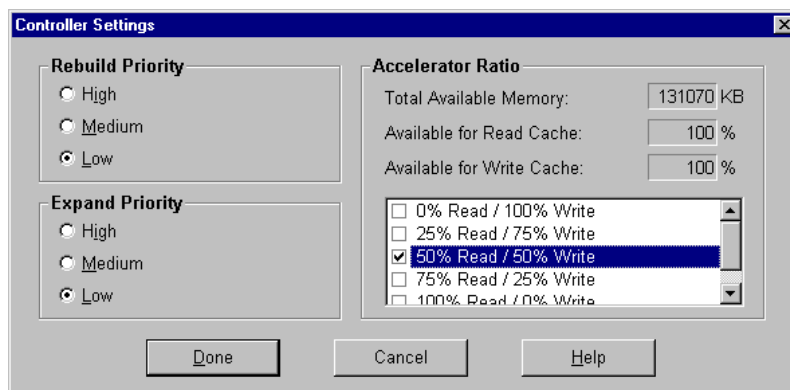 Controller Settings
Rebuild Priority
High
Medium
Low
Expand Priority
High
Medium
Low
Accelerator Ratio
Total Available Memory: 131070 KB
Available for Read Cache: 100 %
Available for Write Cache: 100 %
0% Read / 100% Write
25% Read / 75% Write
50% Read / 50% Write
75% Read / 25% Write
100% Read / 0% Write
Done Cancel Help